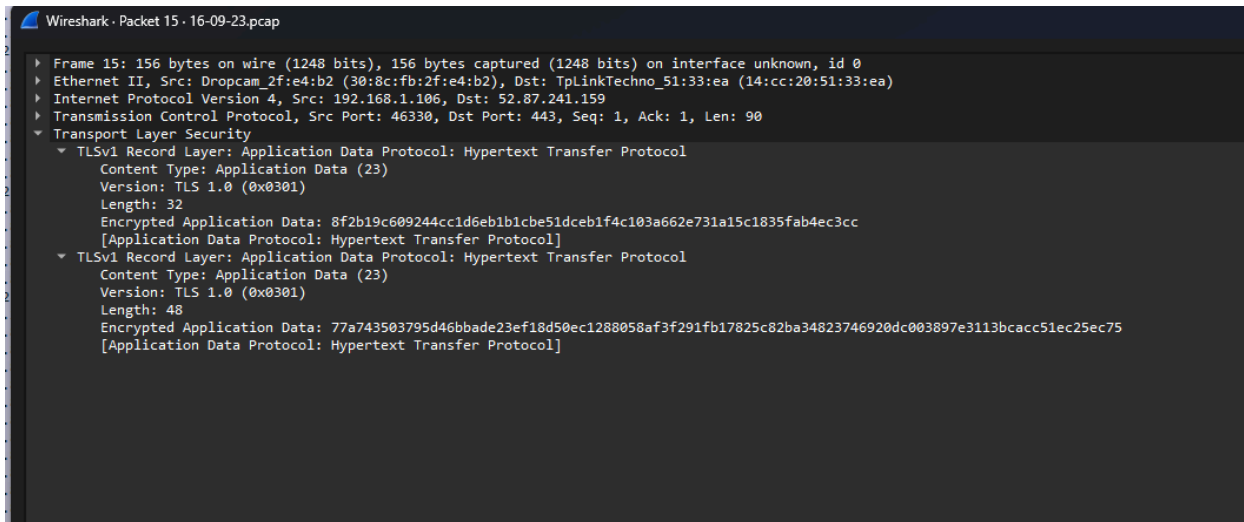 Wireshark · Packet 15 · 16-09-23.pcap
Frame 15: 156 bytes on wire (1248 bits), 156 bytes captured (1248 bits) on interface unknown, id 0
Ethernet II, Src: Dropcam_2f:e4:b2 (30:8c:fb:2f:e4:b2), Dst: TpLinkTechno_51:33:ea (14:cc:20:51:33:ea)
Internet Protocol Version 4, Src: 192.168.1.106, Dst: 52.87.241.159
Transmission Control Protocol, Src Port: 46330, Dst Port: 443, Seq: 1, Ack: 1, Len: 90
Transport Layer Security
TLSv1 Record Layer: Application Data Protocol: Hypertext Transfer Protocol
Content Type: Application Data (23)
Version: TLS 1.0 (0x0301)
Length: 32
Encrypted Application Data: 8f2b19c609244cc1d6eb1b1cbe51dceb1f4c103a662e731a15c1835fab4ec3cc
[Application Data Protocol: Hypertext Transfer Protocol]
TLSv1 Record Layer: Application Data Protocol: Hypertext Transfer Protocol
Content Type: Application Data (23)
Version: TLS 1.0 (0x0301)
Length: 48
Encrypted Application Data: 77a743503795d46bbade23ef18d50ec1288058af3f291fb17825c82ba34823746920dc003897e3113bcacc51ec25ec75
[Application Data Protocol: Hypertext Transfer Protocol]